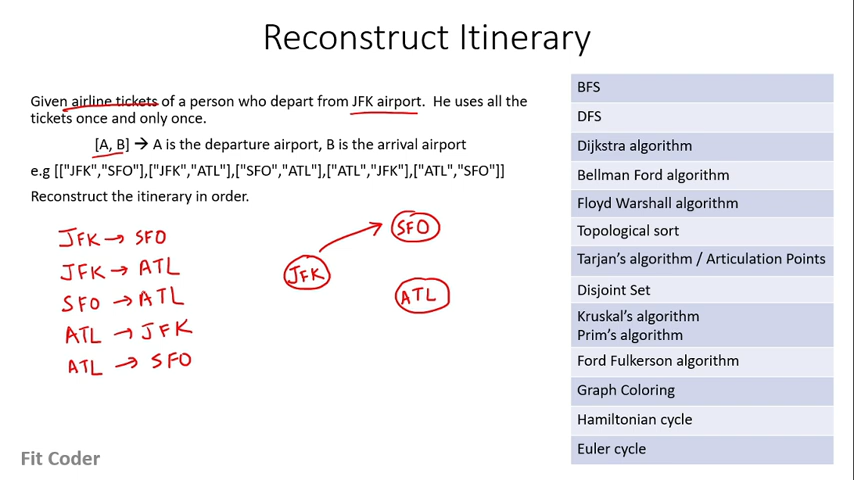 Reconstruct Itinerary
Given airline tickets of a person who depart from JFK airport. He uses all the
tickets once and only once.
[A, B] → A is the departure airport, B is the arrival airport
e.g [["JFK","SFO"],["JFK","ATL"],["SFO","ATL"],["ATL","JFK"],["ATL","SFO"]]
Reconstruct the itinerary in order.
JFK → SFO
JFK → ATL
SFO → ATL
ATL → JFK
ATL → SFO
SFO
JFK
ATL
BFS
DFS
Dijkstra algorithm
Bellman Ford algorithm
Floyd Warshall algorithm
Topological sort
Tarjan's algorithm / Articulation Points
Disjoint Set
Kruskal's algorithm
Prim's algorithm
Ford Fulkerson algorithm
Graph Coloring
Hamiltonian cycle
Euler cycle
Fit Coder